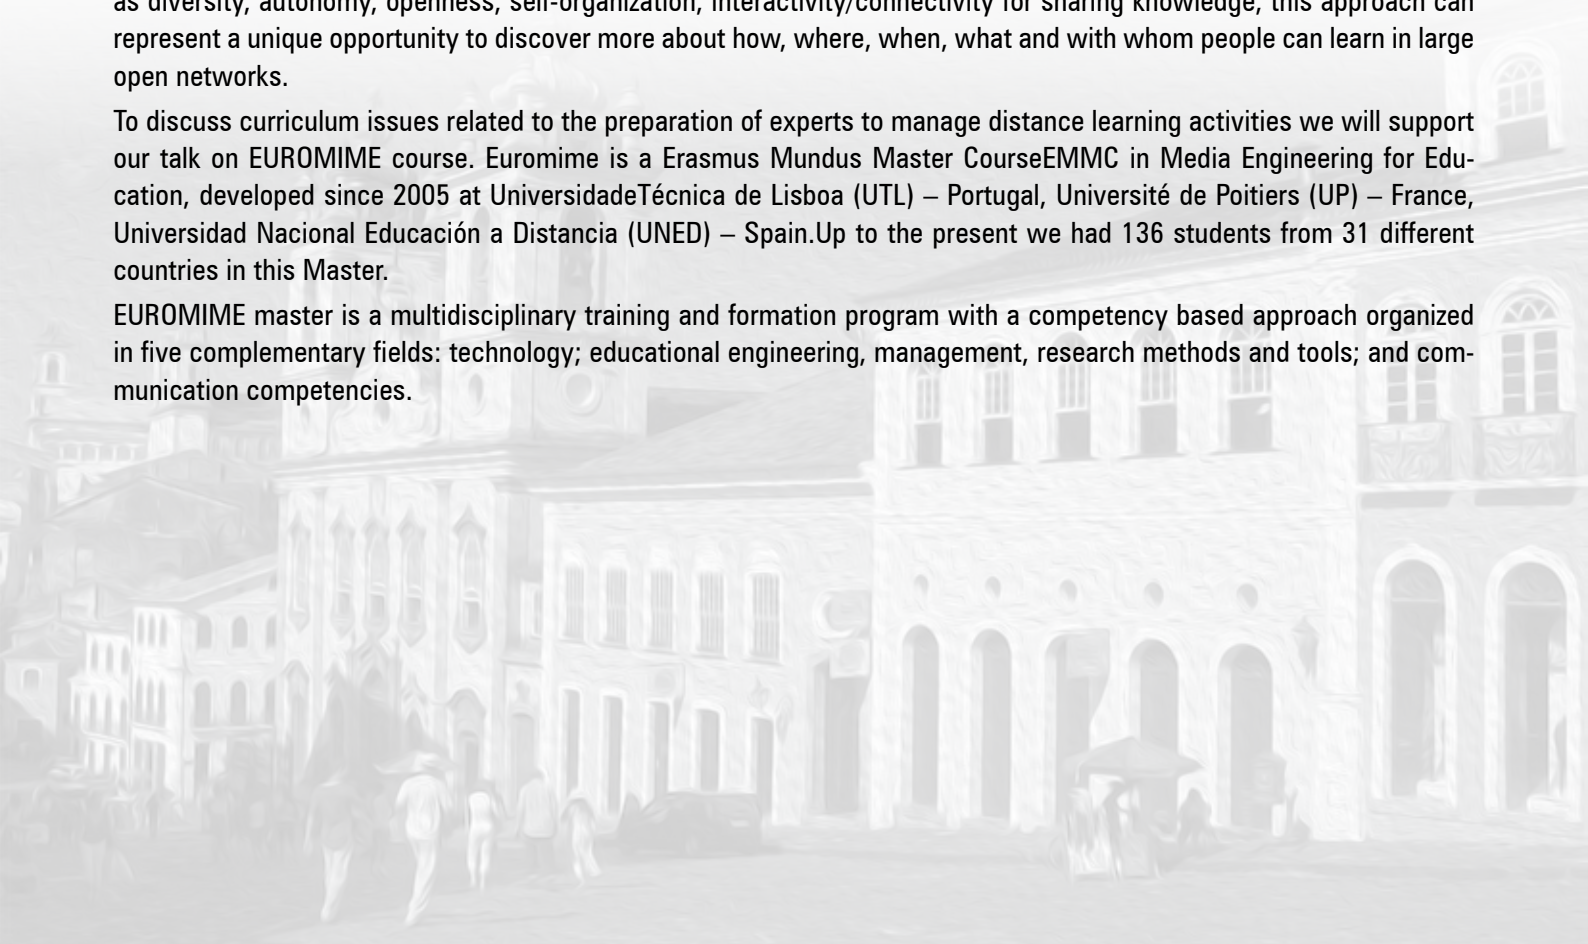 as diversity, autonomy, openness, self-organization, interactivity/connectivity for sharing knowledge, this approach can
represent a unique opportunity to discover more about how, where, when, what and with whom people can learn in large
open networks.
To discuss curriculum issues related to the preparation of experts to manage distance learning activities we will support
our talk on EUROMIME course. Euromime is a Erasmus Mundus Master CourseEMMC in Media Engineering for Edu-
cation, developed since 2005 at UniversidadeTécnica de Lisboa (UTL) – Portugal, Université de Poitiers (UP) – France,
Universidad Nacional Educación a Distancia (UNED) – Spain.Up to the present we had 136 students from 31 different
countries in this Master.
EUROMIME master is a multidisciplinary training and formation program with a competency based approach organized
in five complementary fields: technology; educational engineering, management, research methods and tools; and com-
munication competencies.